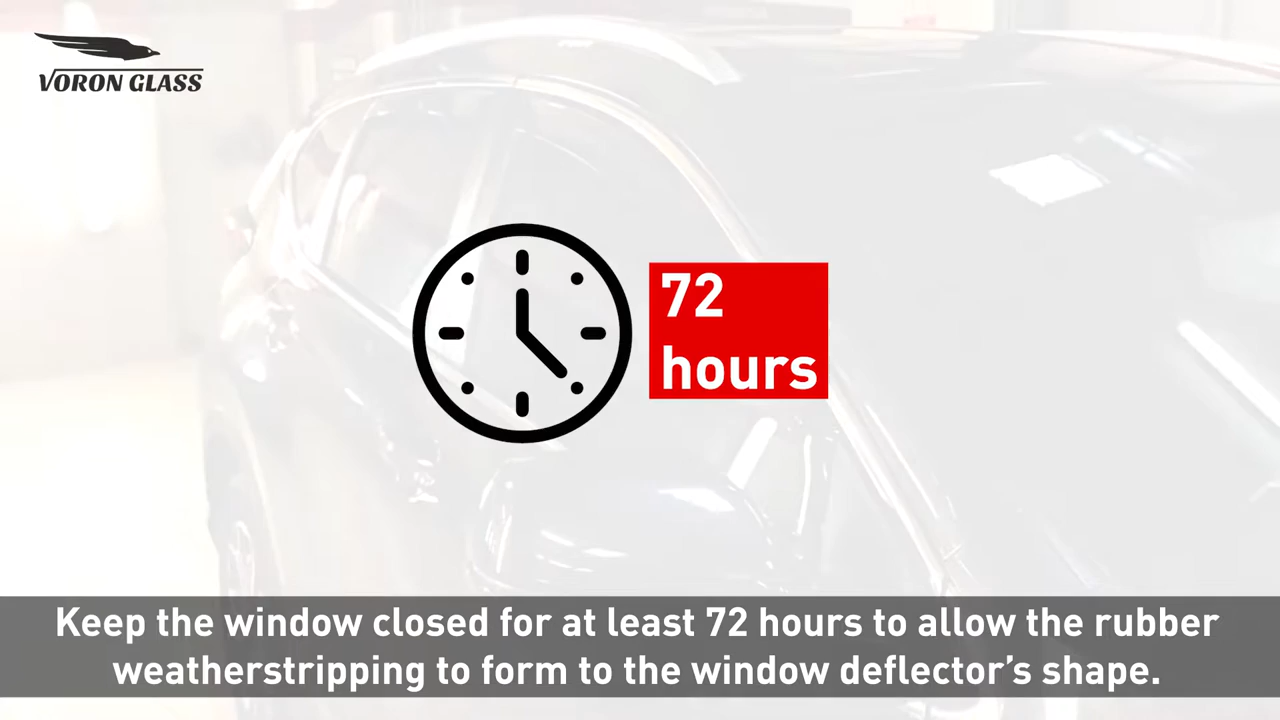 VORON GLASS
72
hours
Keep the window closed for at least 72 hours to allow the rubber
weatherstripping to form to the window deflector’s shape.